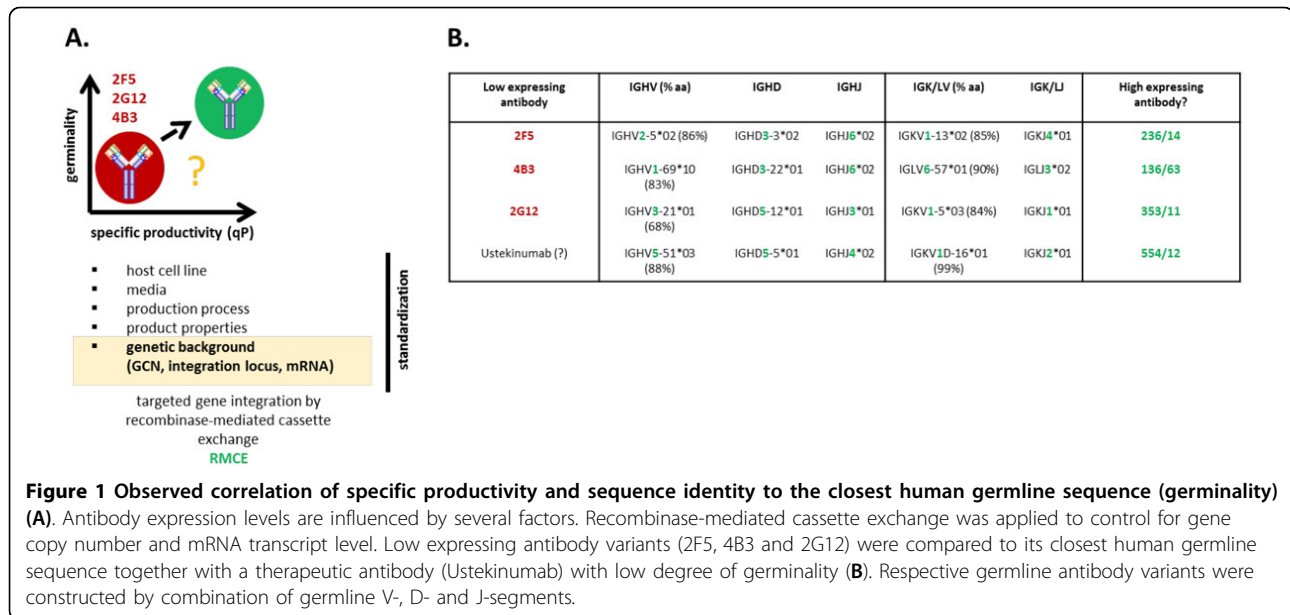 A.
2F5
2G12
4B3
germinality
?
specific productivity (qP)
▪ host cell line
▪ media
▪ production process
▪ product properties
▪ genetic background
(GCN, integration locus, mRNA)
standardization
targeted gene integration by
recombinase-mediated cassette
exchange
RMCE
B.
Low expressing antibody | IGHV (% aa) | IGHD | IGHJ | IGK/LV (% aa) | IGK/LJ | High expressing antibody?
2F5 | IGHV2-5*02 (86%) | IGHD3-3*02 | IGHJ6*02 | IGKV1-13*02 (85%) | IGKJ4*01 | 236/14
4B3 | IGHV1-69*10 (83%) | IGHD3-22*01 | IGHJ6*02 | IGLV6-57*01 (90%) | IGLJ3*02 | 136/63
2G12 | IGHV3-21*01 (68%) | IGHD5-12*01 | IGHJ3*01 | IGKV1-5*03 (84%) | IGKJ1*01 | 353/11
Ustekinumab (?) | IGHV5-51*03 (88%) | IGHD5-5*01 | IGHJ4*02 | IGKV1D-16*01 (99%) | IGKJ2*01 | 554/12
Figure 1 Observed correlation of specific productivity and sequence identity to the closest human germline sequence (germinality)
(A). Antibody expression levels are influenced by several factors. Recombinase-mediated cassette exchange was applied to control for gene
copy number and mRNA transcript level. Low expressing antibody variants (2F5, 4B3 and 2G12) were compared to its closest human germline
sequence together with a therapeutic antibody (Ustekinumab) with low degree of germinality (B). Respective germline antibody variants were
constructed by combination of germline V-, D- and J-segments.